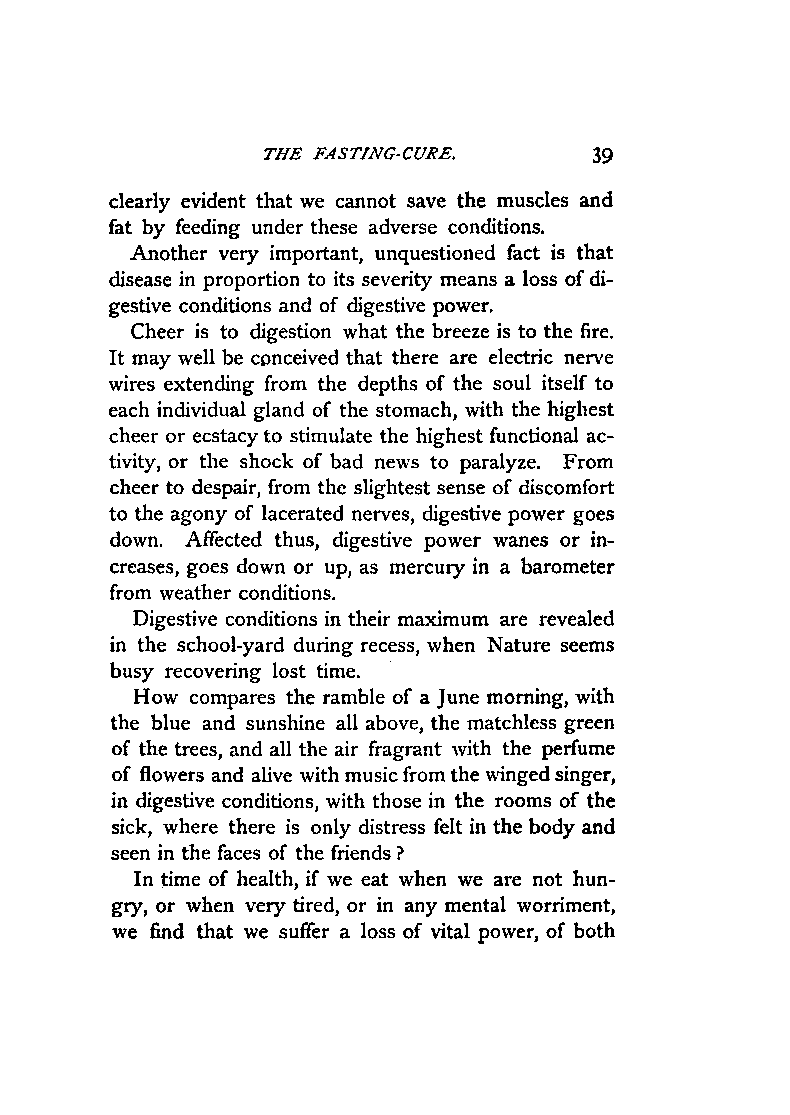 THE FASTING-CURE. 39
clearly evident that we cannot save the muscles and
fat by feeding under these adverse conditions.
Another very important, unquestioned fact is that
disease in proportion to its severity means a loss of di-
gestive conditions and of digestive power.
Cheer is to digestion what the breeze is to the fire.
It may well be conceived that there are electric nerve
wires extending from the depths of the soul itself to
each individual gland of the stomach, with the highest
cheer or ecstacy to stimulate the highest functional ac-
tivity, or the shock of bad news to paralyze. From
cheer to despair, from the slightest sense of discomfort
to the agony of lacerated nerves, digestive power goes
down. Affected thus, digestive power wanes or in-
creases, goes down or up, as mercury in a barometer
from weather conditions.
Digestive conditions in their maximum are revealed
in the school-yard during recess, when Nature seems
busy recovering lost time.
How compares the ramble of a June morning, with
the blue and sunshine all above, the matchless green
of the trees, and all the air fragrant with the perfume
of flowers and alive with music from the winged singer,
in digestive conditions, with those in the rooms of the
sick, where there is only distress felt in the body and
seen in the faces of the friends?
In time of health, if we eat when we are not hun-
gry, or when very tired, or in any mental worriment,
we find that we suffer a loss of vital power, of both